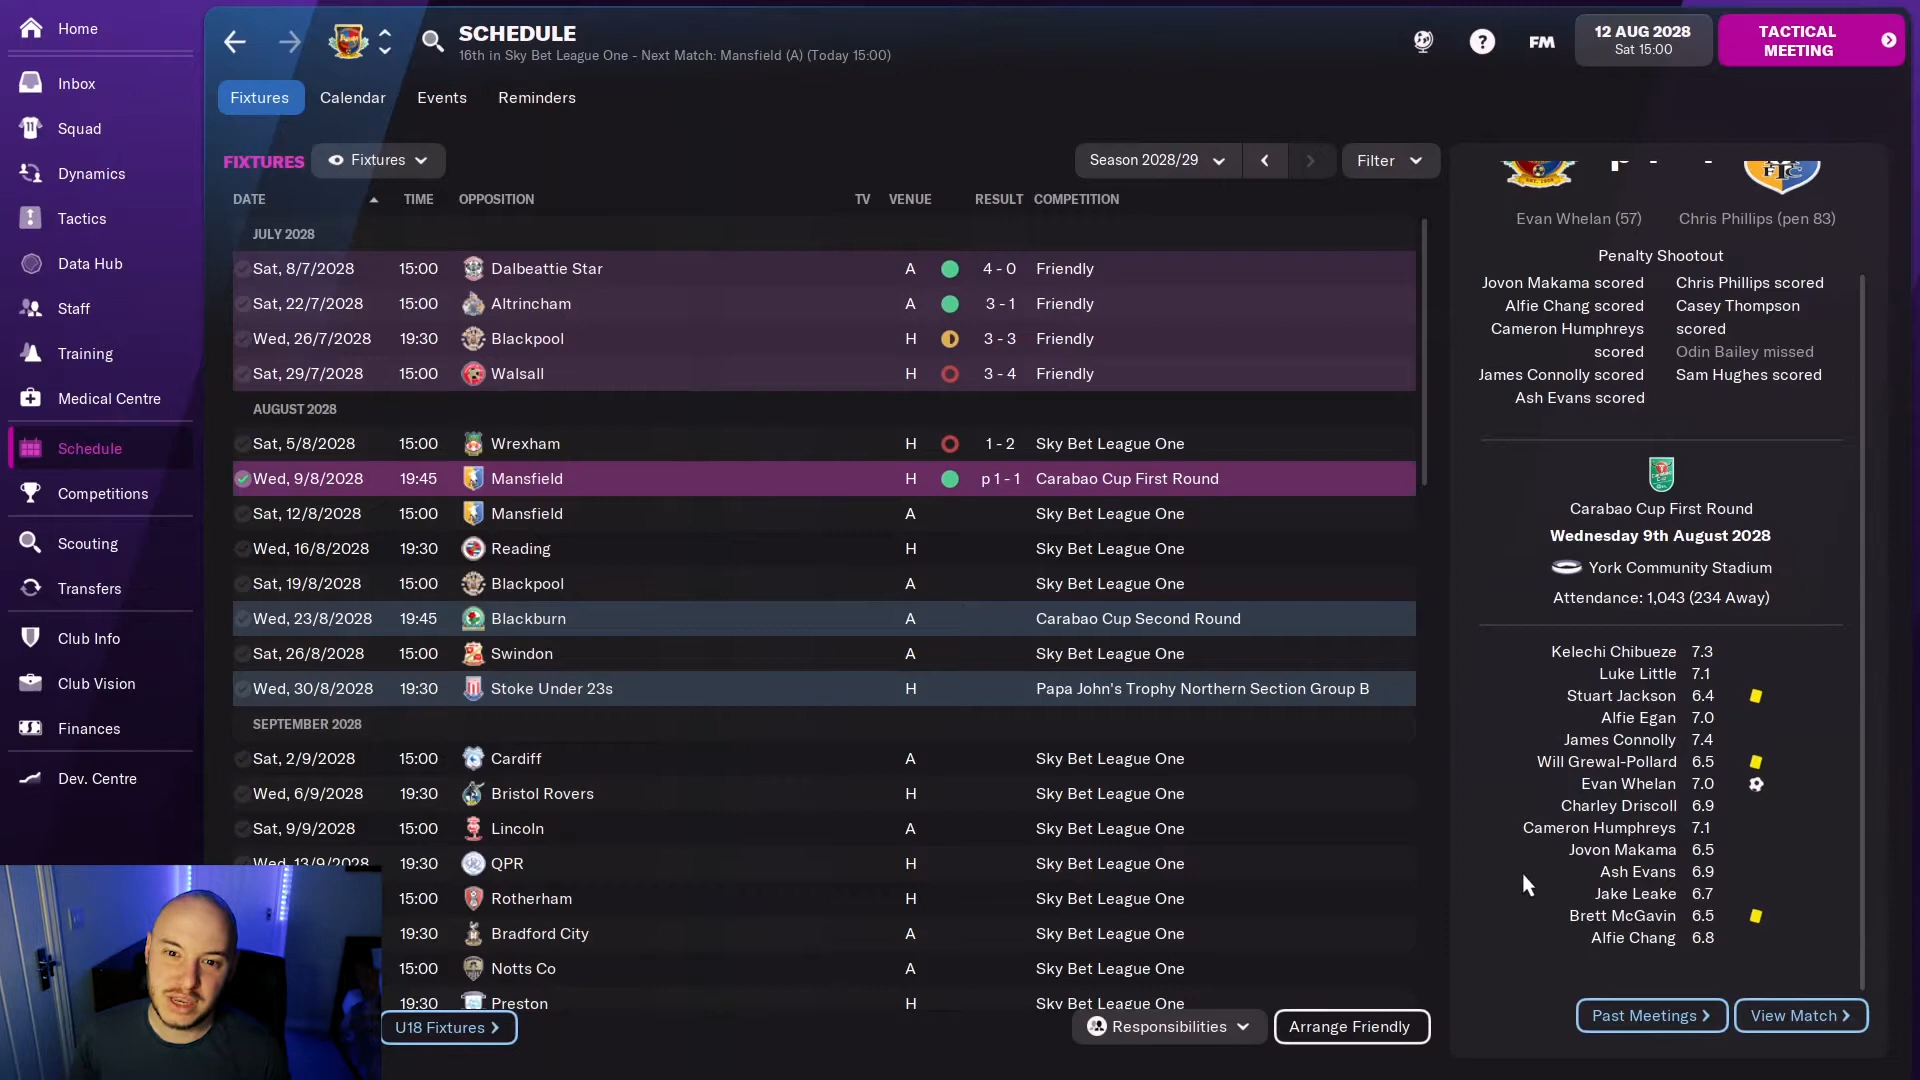 Home
Inbox
Squad
Dynamics
Tactics
Data Hub
Staff
Training
Medical Centre
Schedule
Competitions
Scouting
Transfers
Club Info
Club Vision
Finances
Dev. Centre
SCHEDULE
16th in Sky Bet League One - Next Match: Mansfield (A) (Today 15:00)
FM
12 AUG 2028
Sat 15:00
TACTICAL
MEETING
Fixtures Calendar Events Reminders
FIXTURES Fixtures Season 2028/29 Filter
DATE TIME OPPOSITION TV VENUE RESULT COMPETITION
JULY 2028
Sat, 8/7/2028 15:00 Dalbeattie Star A 4 - 0 Friendly
Sat, 22/7/2028 15:00 Altrincham A 3 - 1 Friendly
Wed, 26/7/2028 19:30 Blackpool H 3 - 3 Friendly
Sat, 29/7/2028 15:00 Walsall H 3 - 4 Friendly
AUGUST 2028
Sat, 5/8/2028 15:00 Wrexham H 1 - 2 Sky Bet League One
Wed, 9/8/2028 19:45 Mansfield H p 1 - 1 Carabao Cup First Round
Sat, 12/8/2028 15:00 Mansfield A Sky Bet League One
Wed, 16/8/2028 19:30 Reading H Sky Bet League One
Sat, 19/8/2028 15:00 Blackpool A Sky Bet League One
Wed, 23/8/2028 19:45 Blackburn A Carabao Cup Second Round
Sat, 26/8/2028 15:00 Swindon A Sky Bet League One
Wed, 30/8/2028 19:30 Stoke Under 23s H Papa John's Trophy Northern Section Group B
SEPTEMBER 2028
Sat, 2/9/2028 15:00 Cardiff A Sky Bet League One
Wed, 6/9/2028 19:30 Bristol Rovers H Sky Bet League One
Sat, 9/9/2028 15:00 Lincoln A Sky Bet League One
Wed, 13/9/2028 19:30 QPR H Sky Bet League One
15:00 Rotherham H Sky Bet League One
19:30 Bradford City A Sky Bet League One
15:00 Notts Co A Sky Bet League One
19:30 Preston H Sky Bet League One
U18 Fixtures
Responsibilities
Arrange Friendly
Evan Whelan (57) Chris Phillips (pen 83)
Penalty Shootout
Jovon Makama scored Chris Phillips scored
Alfie Chang scored Casey Thompson
Cameron Humphreys scored
scored Odin Bailey missed
James Connolly scored Sam Hughes scored
Ash Evans scored
Carabao Cup First Round
Wednesday 9th August 2028
York Community Stadium
Attendance: 1,043 (234 Away)
Kelechi Chibueze 7.3
Luke Little 7.1
Stuart Jackson 6.4
Alfie Egan 7.0
James Connolly 7.4
Will Grewal-Pollard 6.5
Evan Whelan 7.0
Charley Driscoll 6.9
Cameron Humphreys 7.1
Jovon Makama 6.5
Ash Evans 6.9
Jake Leake 6.7
Brett McGavin 6.5
Alfie Chang 6.8
Past Meetings
View Match